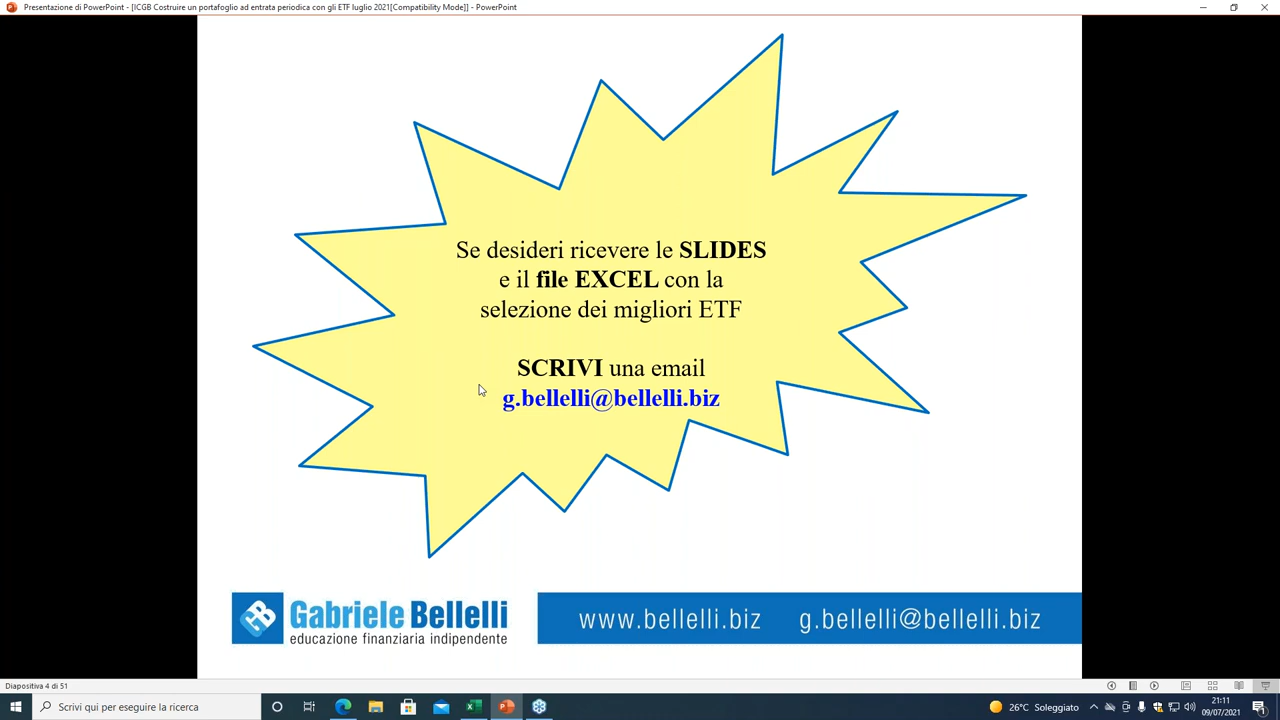 Presentazione di PowerPoint - [ICGB Costruire un portafoglio ad entrata periodica con gli ETF luglio 2021[Compatibility Mode]] - PowerPoint
Se desideri ricevere le SLIDES
e il file EXCEL con la
selezione dei migliori ETF
SCRIVI una email
g.bellelli@bellelli.biz
GB Gabriele Bellelli
educazione finanziaria indipendente
www.bellelli.biz g.bellelli@bellelli.biz
Diapositiva 4 di 51
Scrivi qui per eseguire la ricerca
26°C Soleggiato
21:11
09/07/2021
1